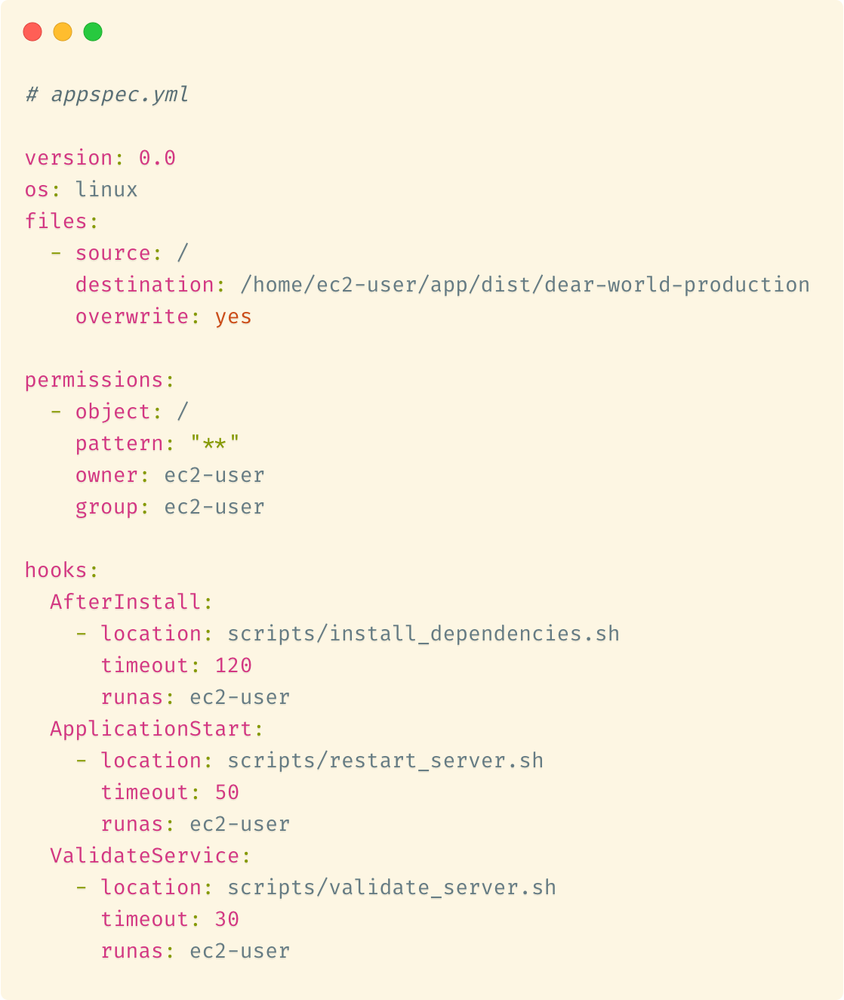 # appspec.yml

version: 0.0
os: linux
files:
  - source: /
    destination: /home/ec2-user/app/dist/dear-world-production
    overwrite: yes

permissions:
  - object: /
    pattern: "**"
    owner: ec2-user
    group: ec2-user

hooks:
  AfterInstall:
    - location: scripts/install_dependencies.sh
      timeout: 120
      runas: ec2-user
  ApplicationStart:
    - location: scripts/restart_server.sh
      timeout: 50
      runas: ec2-user
  ValidateService:
    - location: scripts/validate_server.sh
      timeout: 30
      runas: ec2-user